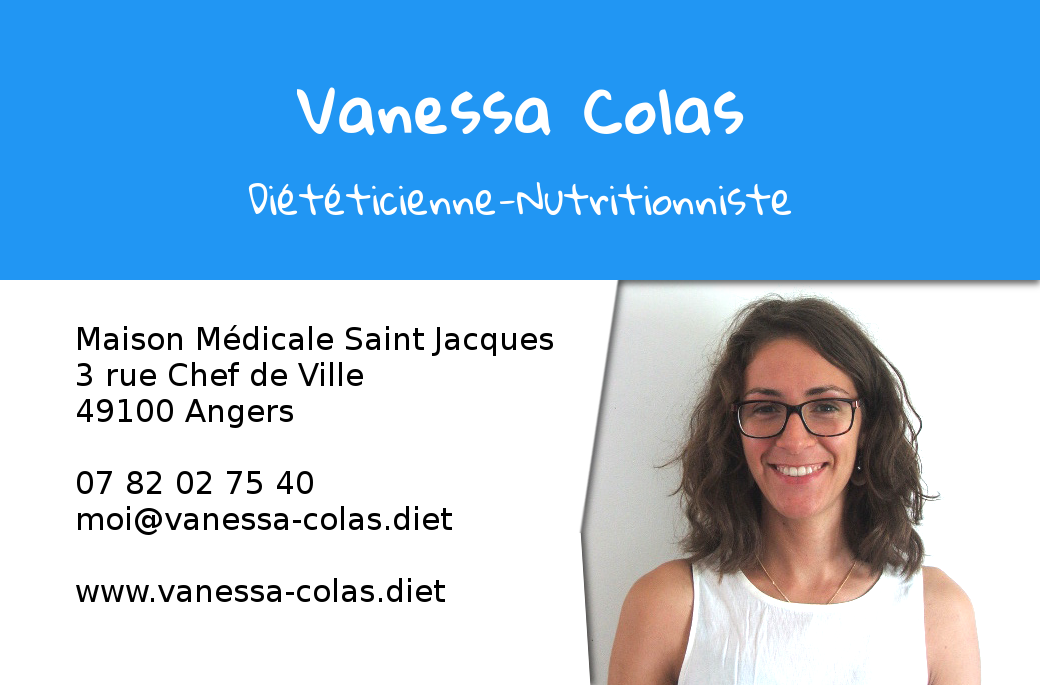 Vanessa Colas
Diététicienne-Nutritionniste
Maison Médicale Saint Jacques
3 rue Chef de Ville
49100 Angers
07 82 02 75 40
moi@vanessa-colas.diet
www.vanessa-colas.diet